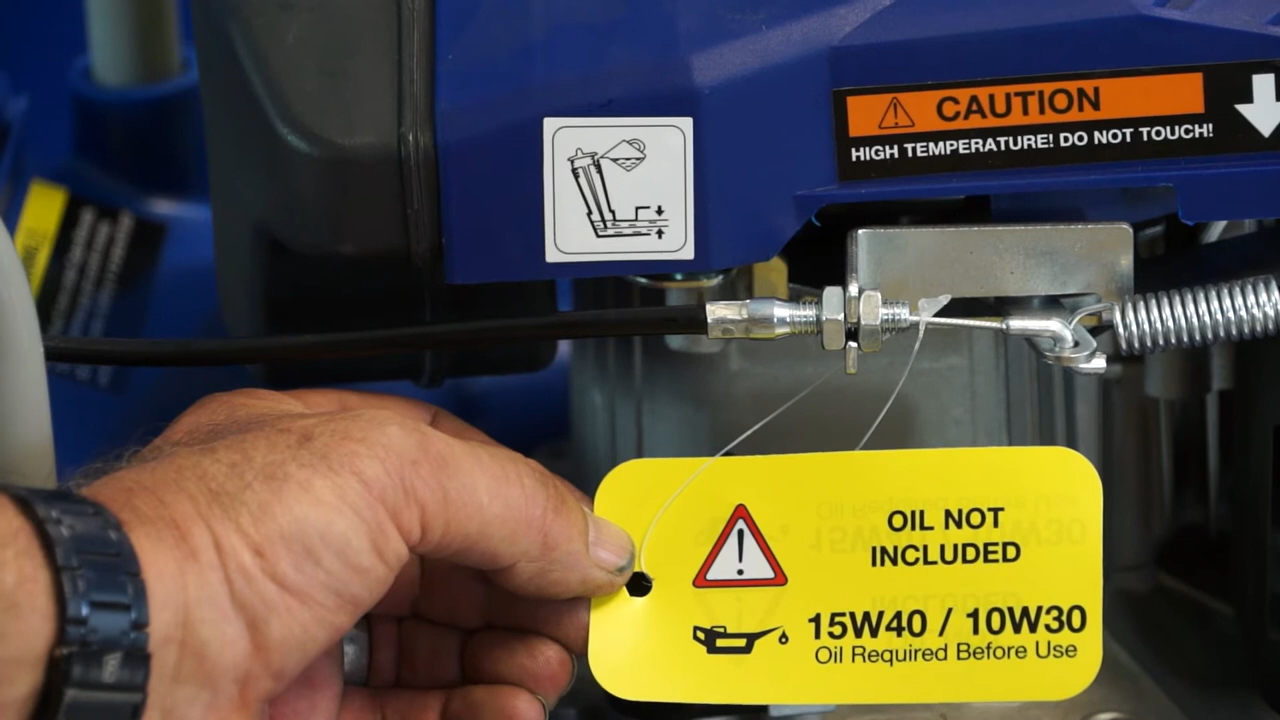 CAUTION
HIGH TEMPERATURE! DO NOT TOUCH!
OIL NOT
INCLUDED
15W40 / 10W30
Oil Required Before Use